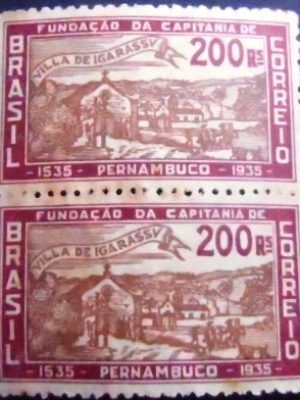 FUNDAÇÃO DA CAPITANIA DE
BRASIL
VILLA DE IGARASSV
200 RS
CORREIO
1535 - PERNAMBUCO - 1935
FUNDAÇÃO DA CAPITANIA DE
BRASIL
VILLA DE IGARASSV
200 RS
CORREIO
1535 - PERNAMBUCO - 1935